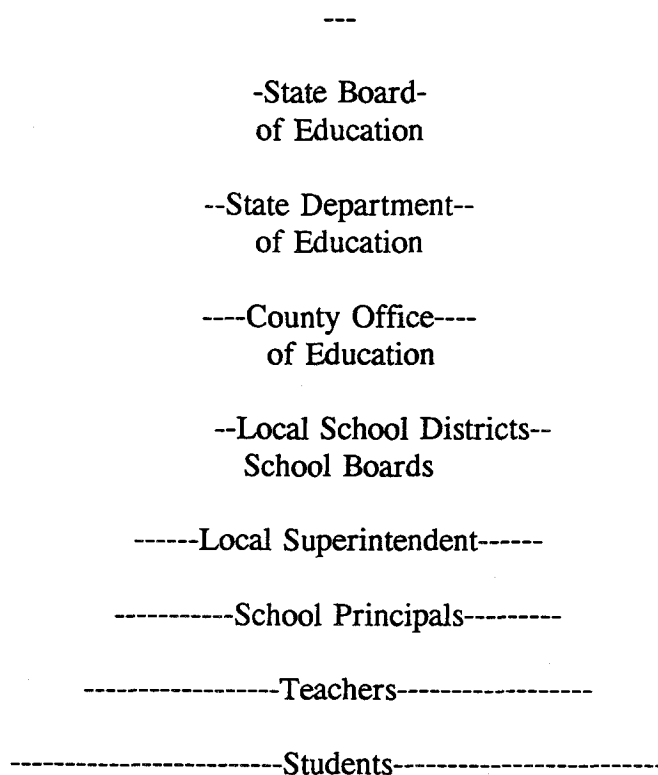 ---
-State Board-
of Education
--State Department--
of Education
----County Office----
of Education
--Local School Districts--
School Boards
------Local Superintendent------
-----------School Principals---------
------------------Teachers------------------
-------------------------Students-------------------------